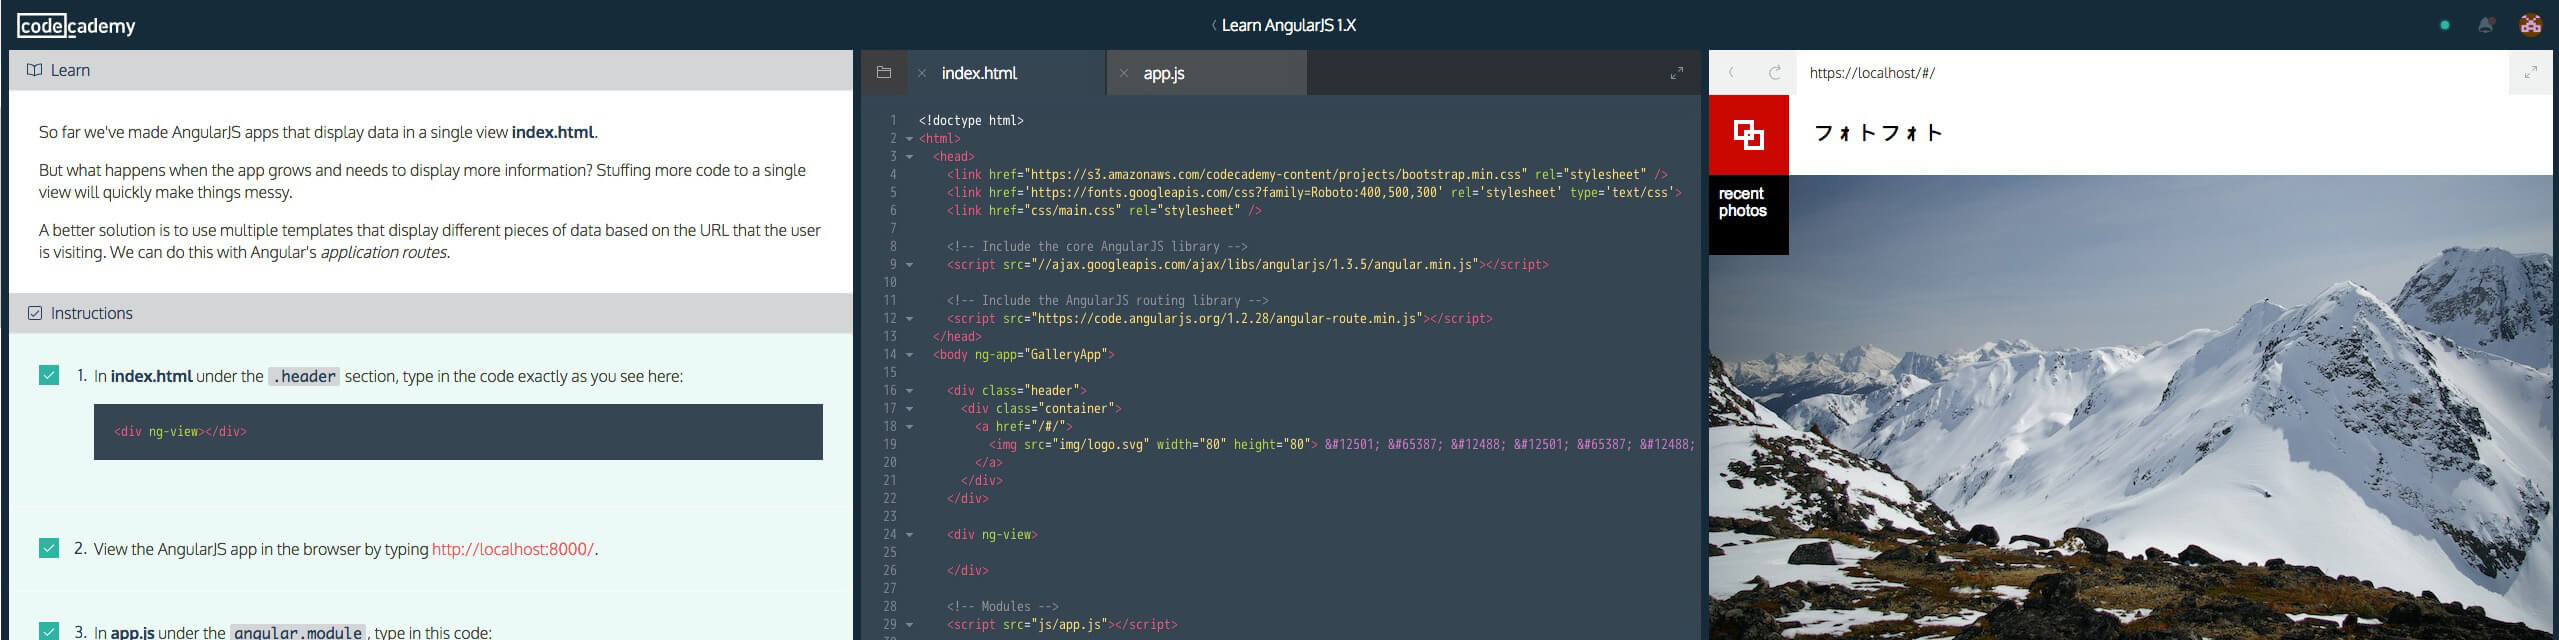 codecademy
Learn AngularJS 1.X
Learn
So far we've made AngularJS apps that display data in a single view index.html.
But what happens when the app grows and needs to display more information? Stuffing more code to a single
view will quickly make things messy.
A better solution is to use multiple templates that display different pieces of data based on the URL that the user
is visiting. We can do this with Angular's application routes.
Instructions
1. In index.html under the .header section, type in the code exactly as you see here:
<div ng-view></div>
2. View the AngularJS app in the browser by typing http://localhost:8000/.
3. In app.js under the angular.module, type in this code:
index.html
app.js
1 <!doctype html>
2 <html>
3 <head>
4 <link href="https://s3.amazonaws.com/codecademy-content/projects/bootstrap.min.css" rel="stylesheet" />
5 <link href='https://fonts.googleapis.com/css?family=Roboto:400,500,300' rel='stylesheet' type='text/css'>
6 <link href="css/main.css" rel="stylesheet" />
7
8 <!-- Include the core AngularJS library -->
9 <script src="//ajax.googleapis.com/ajax/libs/angularjs/1.3.5/angular.min.js"></script>
10
11 <!-- Include the AngularJS routing library -->
12 <script src="https://code.angularjs.org/1.2.28/angular-route.min.js"></script>
13 </head>
14 <body ng-app="GalleryApp">
15
16 <div class="header">
17 <div class="container">
18 <a href="/#/">
19 <img src="img/logo.svg" width="80" height="80"> &#12501; &#65387; &#12488; &#12501; &#65387; &#12488;
20 </a>
21 </div>
22 </div>
23
24 <div ng-view>
25
26 </div>
27
28 <!-- Modules -->
29 <script src="js/app.js"></script>
https://localhost/#/
フォトフォト
recent
photos